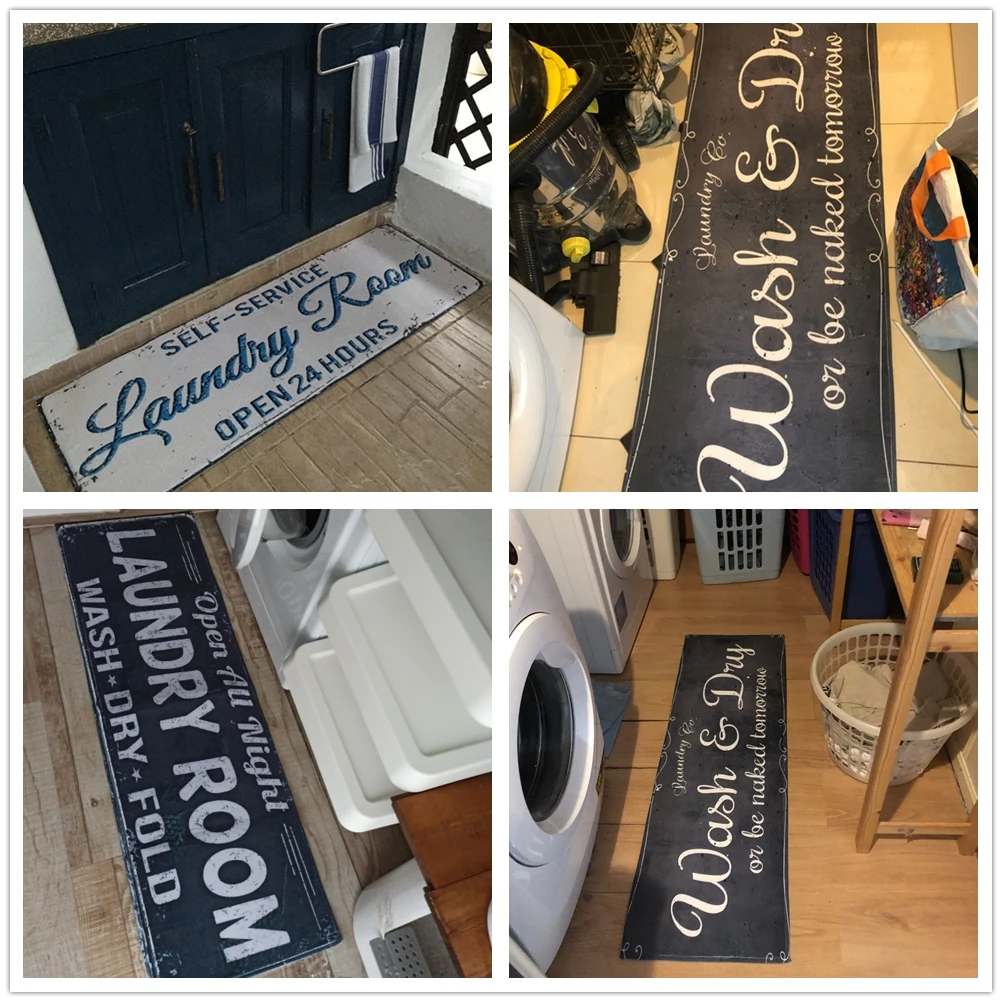 SELF-SERVICE
Laundry Room
OPEN 24 HOURS
Laundry Co.
Wash & Dr
or be naked tomorrow
Open All Night
LAUNDRY ROOM
WASH ★ DRY ★ FOLD
Laundry Co.
Wash & Dry
or be naked tomorrow